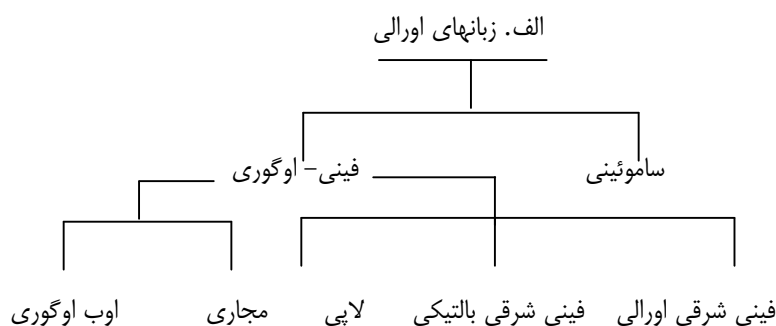 الف. زبانهای اورالی
ساموئینی
فینی– اوگوری
فینی شرقی اورالی
فینی شرقی بالتیکی
لاپی
مجاری
اوب اوگوری